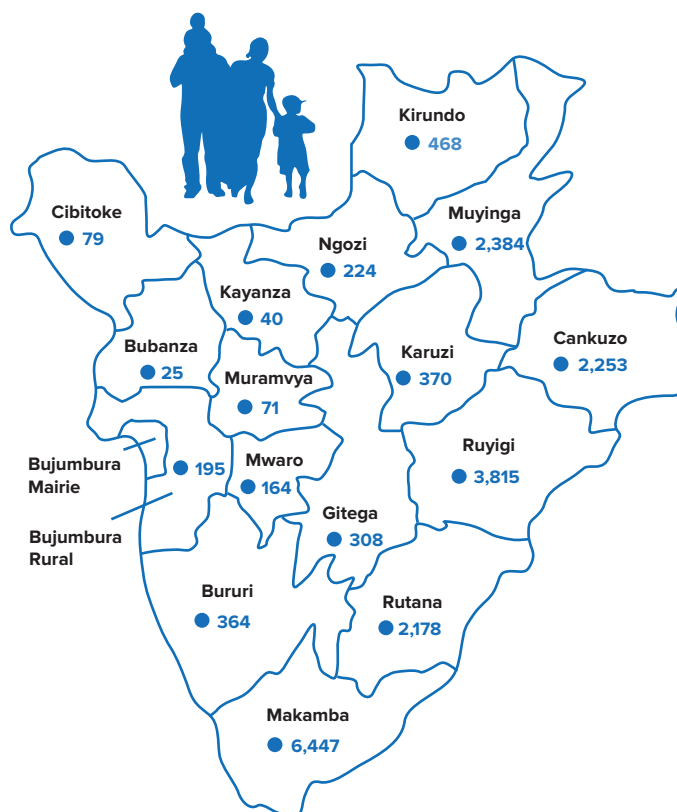 Kirundo
468
Cibitoke
79
Muyinga
2,384
Ngozi
224
Kayanza
40
Cankuzo
2,253
Bubanza
25
Karuzi
370
Muramvya
71
Ruyigi
3,815
Bujumbura
Mairie
195
Mwaro
164
Bujumbura
Rural
Gitega
308
Bururi
364
Rutana
2,178
Makamba
6,447